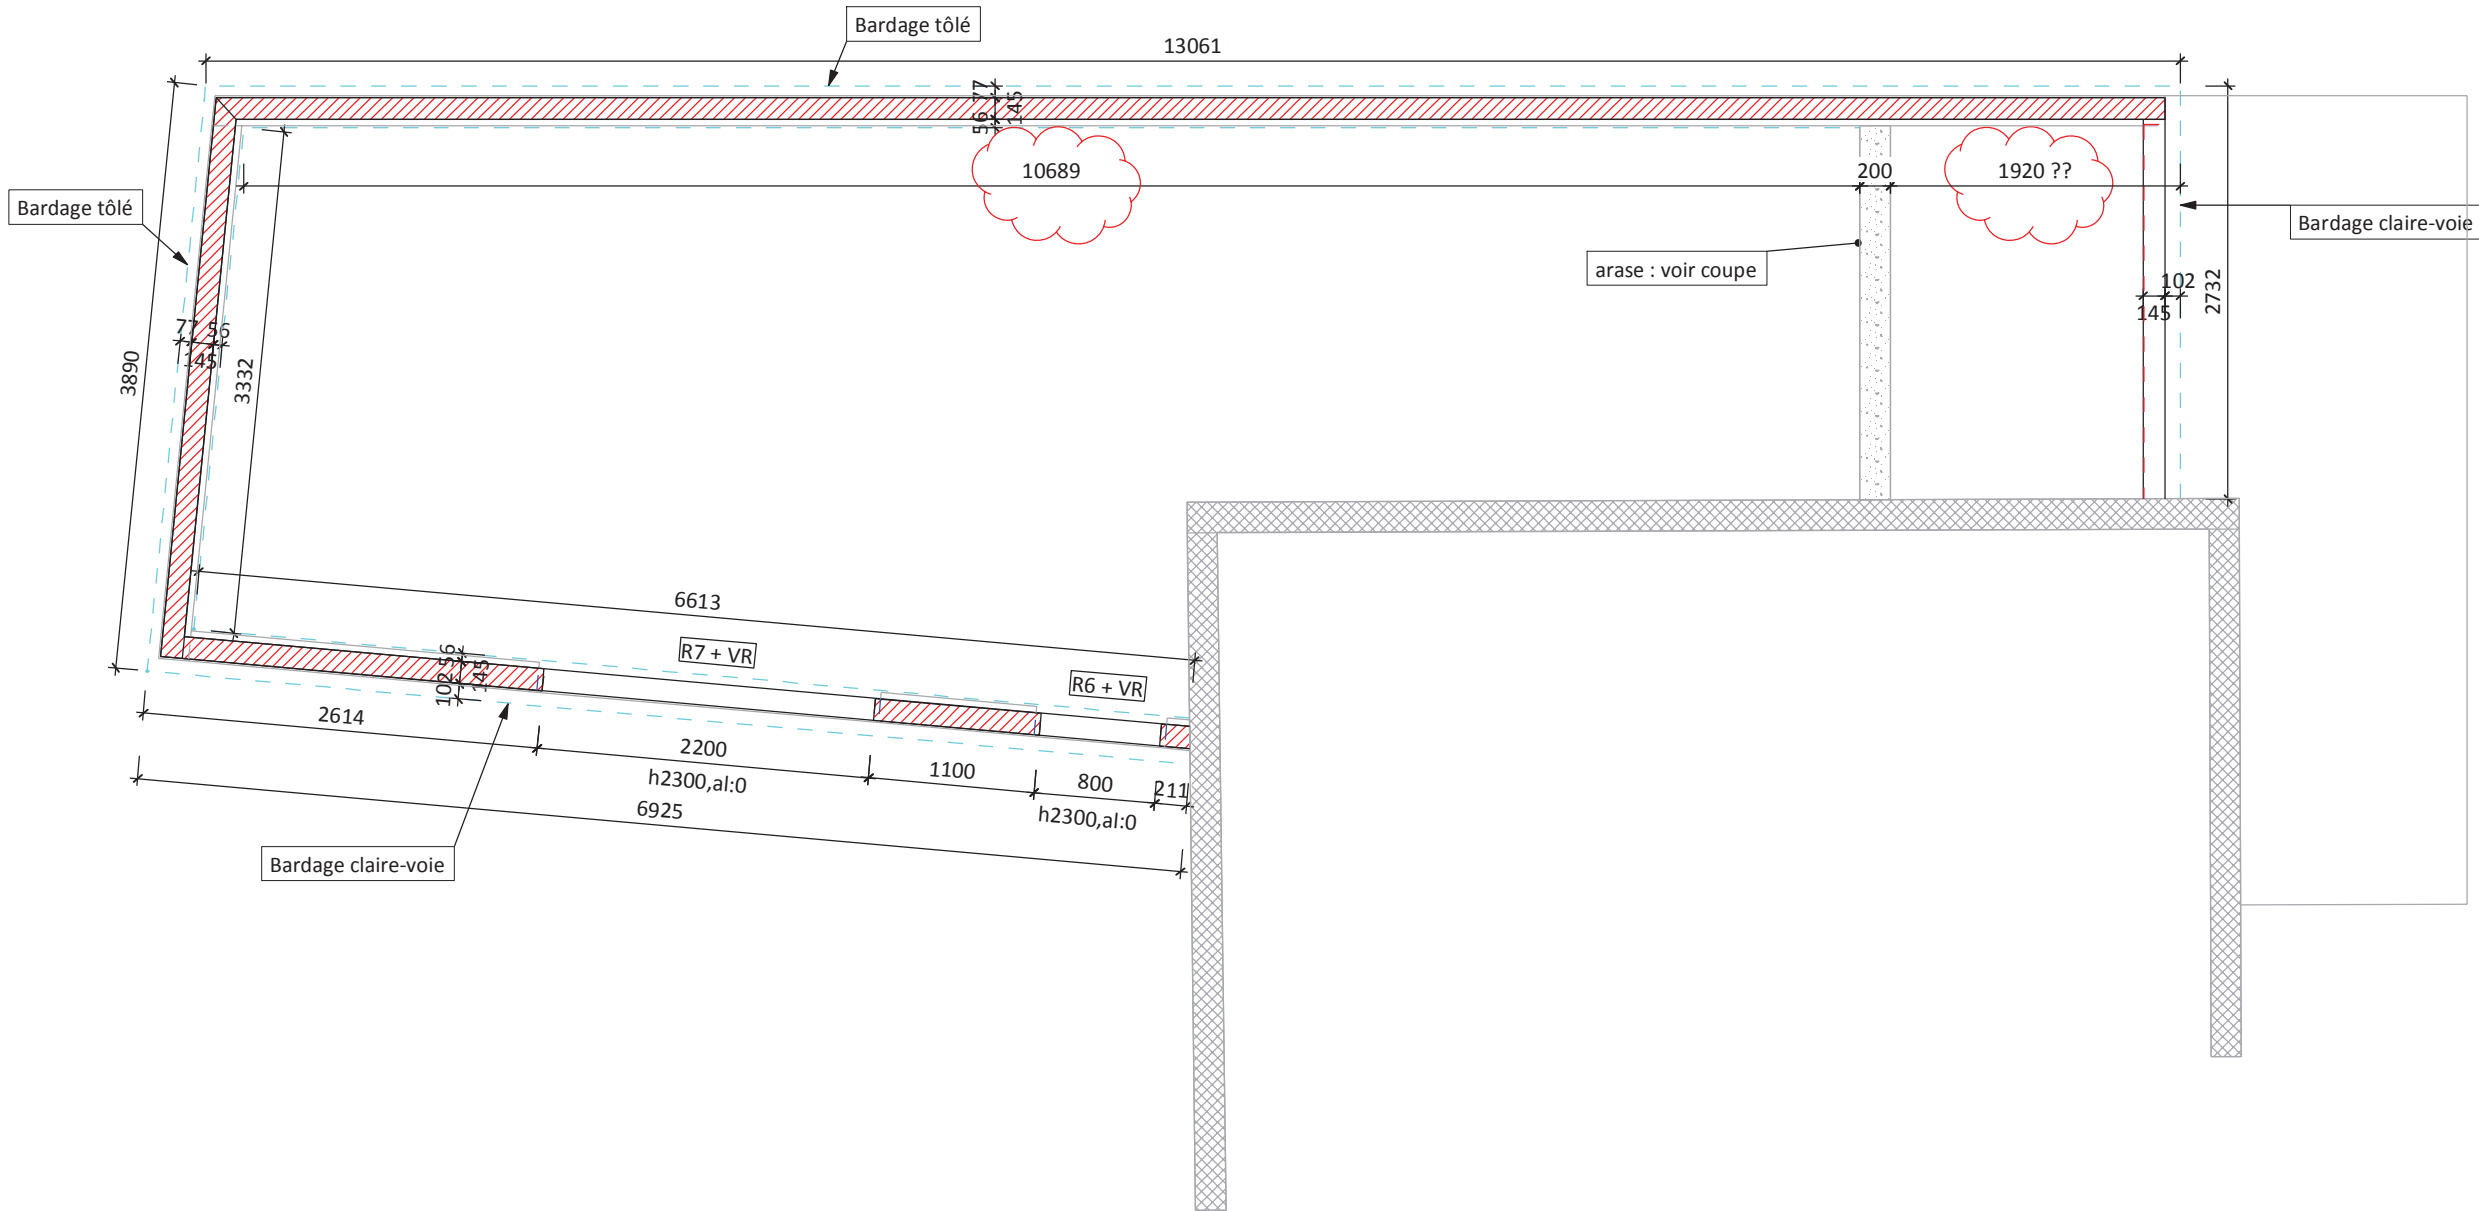 Bardage tôlé
13061
56 77
145
10689
200
1920 ??
Bardage tôlé
Bardage claire-voie
arase : voir coupe
102
145
2732
77 56
145
3890
3332
6613
R7 + VR
R6 + VR
102 56
145
2614
2200
h2300,al:0
1100
800
h2300,al:0
211
6925
Bardage claire-voie